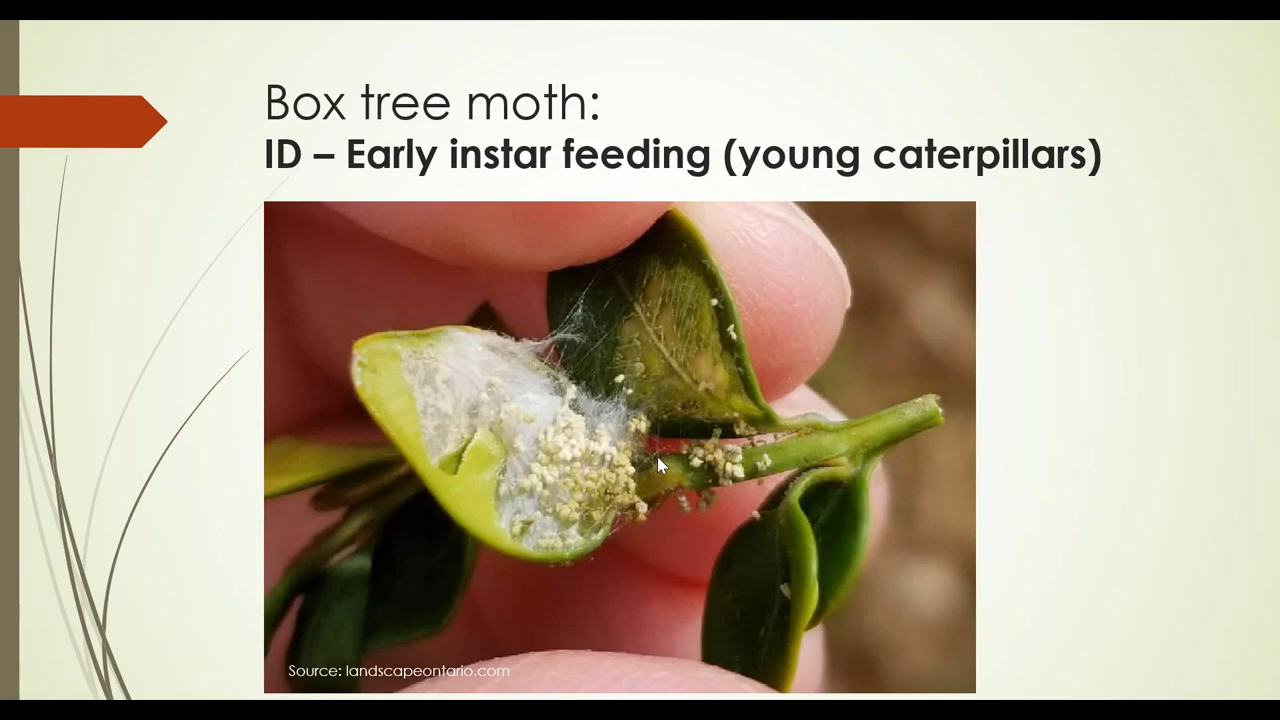 Box tree moth:
ID – Early instar feeding (young caterpillars)
Source: landscapeontario.com